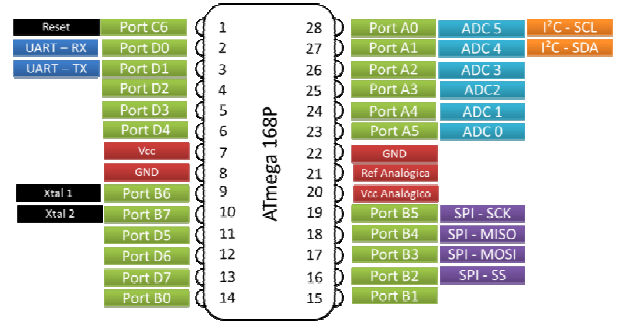 Reset Port C6 1 28 Port A0 ADC 5 I²C - SCL
UART – RX Port D0 2 27 Port A1 ADC 4 I²C - SDA
UART – TX Port D1 3 26 Port A2 ADC 3
Port D2 4 25 Port A3 ADC2
Port D3 5 24 Port A4 ADC 1
Port D4 6 23 Port A5 ADC 0
Vcc 7 22 GND
GND 8 21 Ref Analógica
Xtal 1 Port B6 9 20 Vcc Analógico
Xtal 2 Port B7 10 19 Port B5 SPI - SCK
Port D5 11 18 Port B4 SPI - MISO
Port D6 12 17 Port B3 SPI - MOSI
Port D7 13 16 Port B2 SPI - SS
Port B0 14 15 Port B1
ATmega 168P